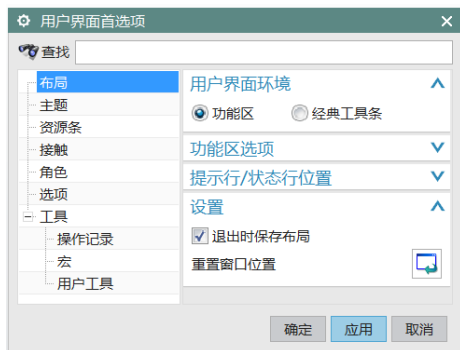 用户界面首选项
查找
布局
主题
资源条
接触
角色
选项
工具
操作记录
宏
用户工具
用户界面环境
功能区 经典工具条
功能区选项
提示行/状态行位置
设置
退出时保存布局
重置窗口位置
确定 应用 取消